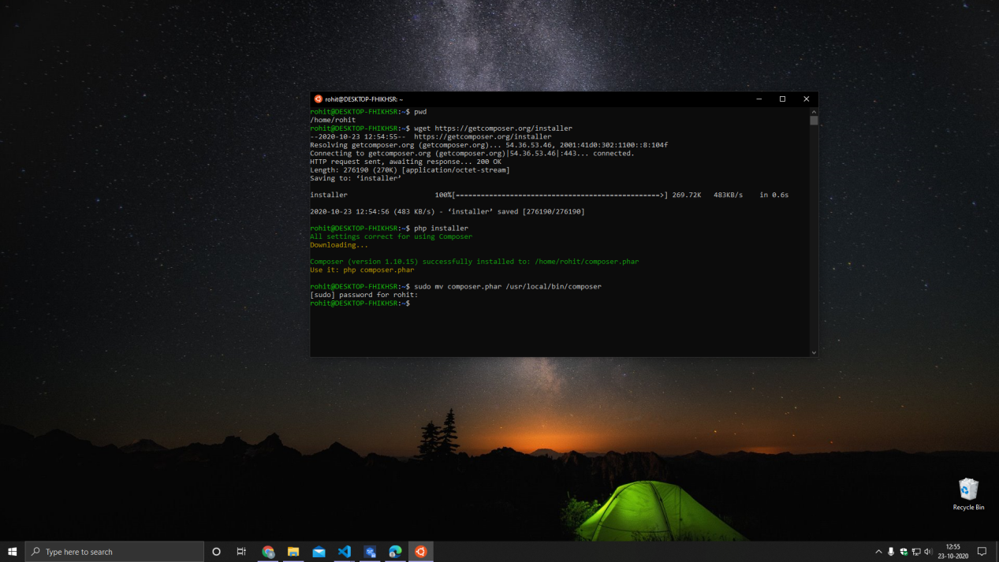 rohit@DESKTOP-FHIKHSR: ~
rohit@DESKTOP-FHIKHSR:~$ pwd
/home/rohit
rohit@DESKTOP-FHIKHSR:~$ wget https://getcomposer.org/installer
--2020-10-23 12:54:55--  https://getcomposer.org/installer
Resolving getcomposer.org (getcomposer.org)... 54.36.53.46, 2001:41d0:302:1100::8:104f
Connecting to getcomposer.org (getcomposer.org)|54.36.53.46|:443... connected.
HTTP request sent, awaiting response... 200 OK
Length: 276190 (270K) [application/octet-stream]
Saving to: ‘installer’
installer                     100%[=================================================>] 269.72K   483KB/s    in 0.6s
2020-10-23 12:54:56 (483 KB/s) - ‘installer’ saved [276190/276190]
rohit@DESKTOP-FHIKHSR:~$ php installer
All settings correct for using Composer
Downloading...
Composer (version 1.10.15) successfully installed to: /home/rohit/composer.phar
Use it: php composer.phar
rohit@DESKTOP-FHIKHSR:~$ sudo mv composer.phar /usr/local/bin/composer
[sudo] password for rohit:
rohit@DESKTOP-FHIKHSR:~$
Recycle Bin
Type here to search
12:55
23-10-2020